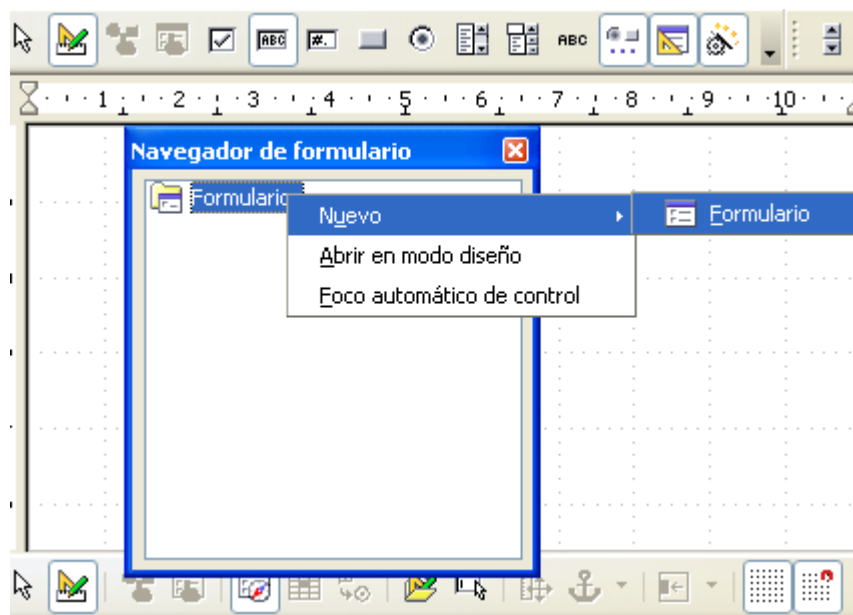 ABC #. ABC
1 2 3 4 5 6 7 8 9 10
Navegador de formulario
Formulario
Nuevo
Formulario
Abrir en modo diseño
Foco automático de control